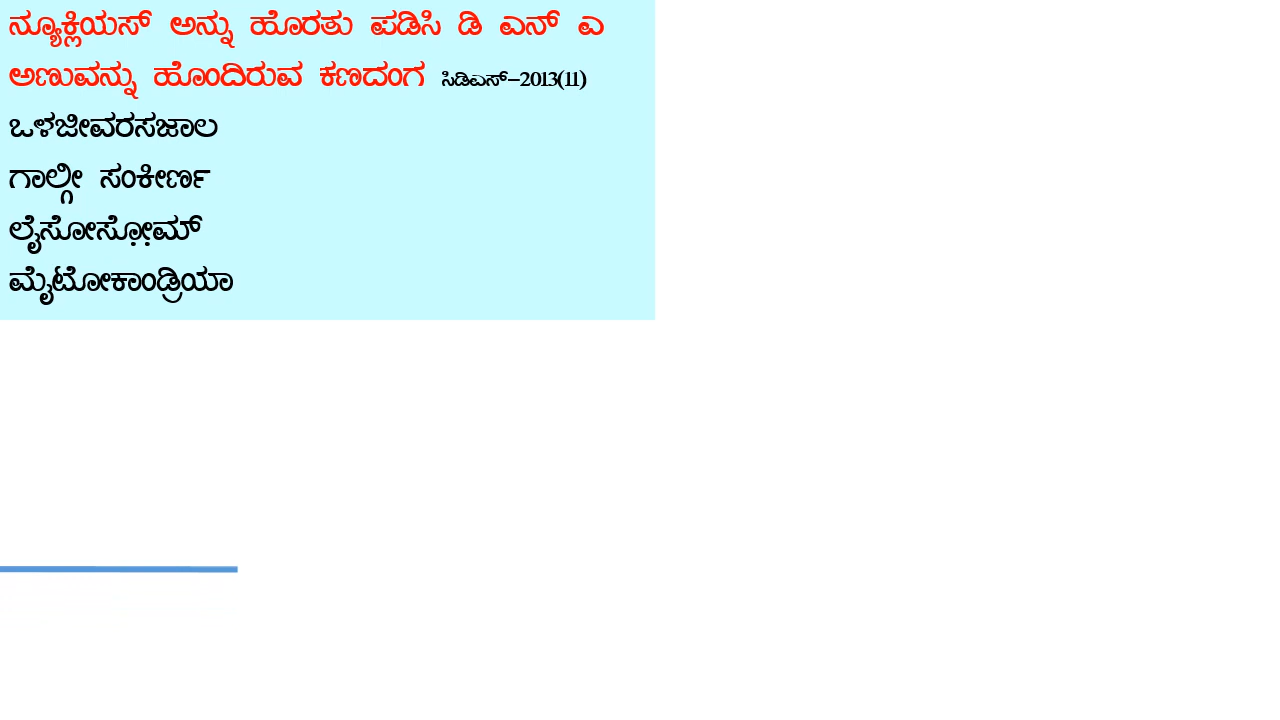 ನ್ಯೂಕ್ಲಿಯಸ್ ಅನ್ನು ಹೊರತು ಪಡಿಸಿ ಡಿ ಎನ್ ಎ
ಅಣುವನ್ನು ಹೊಂದಿರುವ ಕಣದಂಗ ಸಿಡಿಎಸ್–2013(11)
ಒಳಜೀವರಸಜಾಲ
ಗಾಲ್ಗೀ ಸಂಕೀರ್ಣ
ಲೈಸೋಸೋಮ್
ಮೈಟೋಕಾಂಡ್ರಿಯಾ